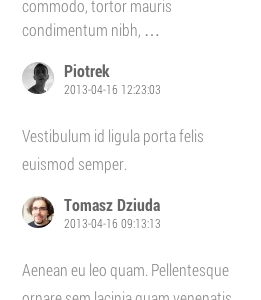 commodo, tortor mauris
condimentum nibh, …
Piotrek
2013-04-16 12:23:03
Vestibulum id ligula porta felis
euismod semper.
Tomasz Dziuda
2013-04-16 09:13:13
Aenean eu leo quam. Pellentesque
ornare sem lacinia quam venenatis